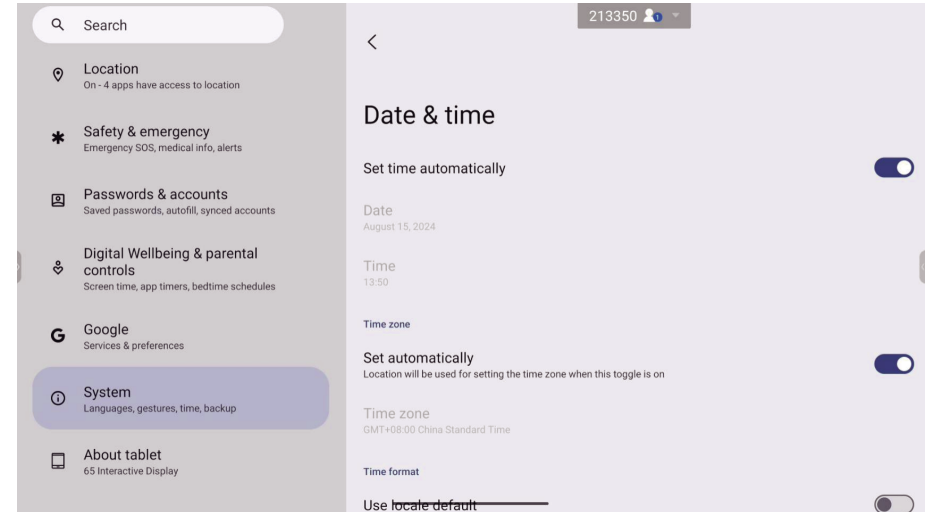 213350
1
Search
Location
On - 4 apps have access to location
Safety & emergency
Emergency SOS, medical info, alerts
Passwords & accounts
Saved passwords, autofill, synced accounts
Digital Wellbeing & parental
controls
Screen time, app timers, bedtime schedules
Google
Services & preferences
System
Languages, gestures, time, backup
About tablet
65 Interactive Display
Date & time
Set time automatically
Date
August 15, 2024
Time
13:50
Time zone
Set automatically
Location will be used for setting the time zone when this toggle is on
Time zone
GMT+08:00 China Standard Time
Time format
Use locale default